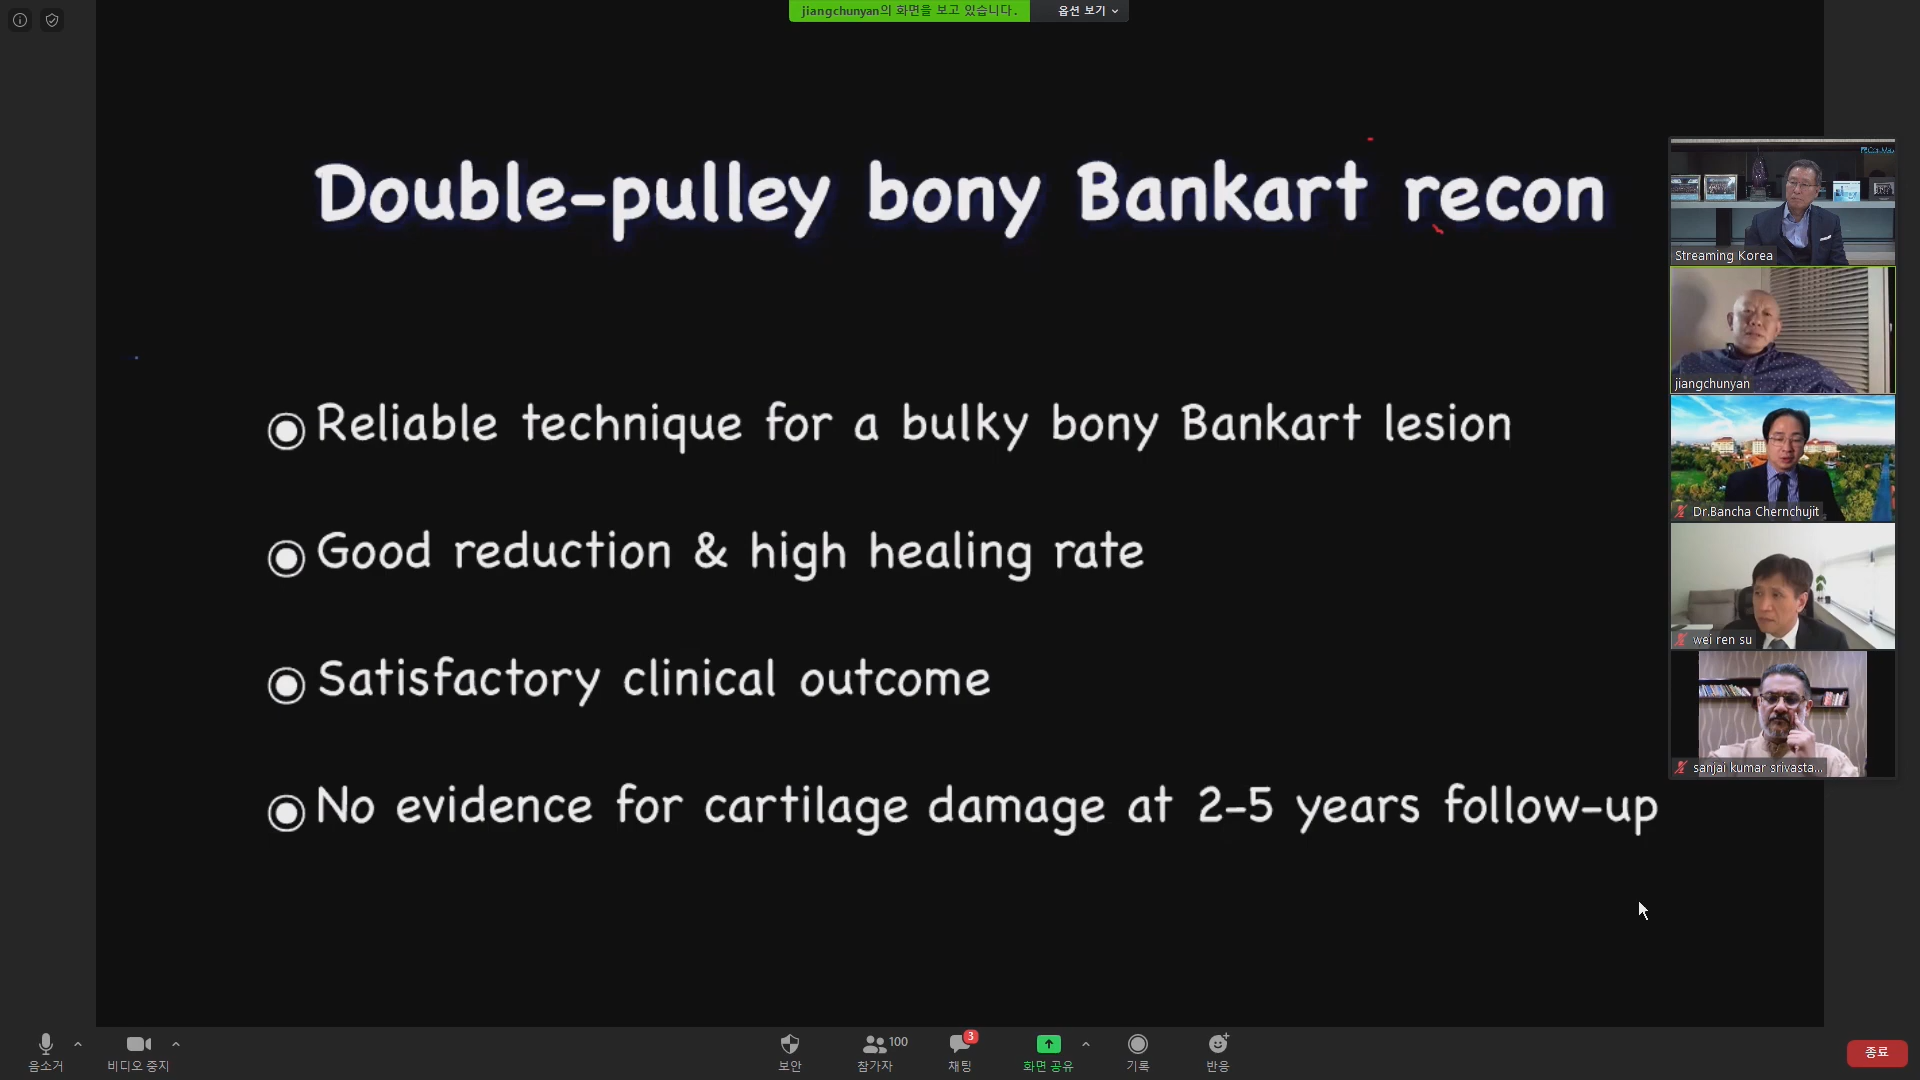 jiangchunyan의 화면을 보고 있습니다.
옵션 보기
Double-pulley bony Bankart recon
Reliable technique for a bulky bony Bankart lesion
Good reduction & high healing rate
Satisfactory clinical outcome
No evidence for cartilage damage at 2-5 years follow-up
Streaming Korea
jiangchunyan
Dr.Bancha Chernchujit
wei ren su
sanjai kumar srivasta...
음소거
비디오 중지
보안
100
참가자
3
채팅
화면 공유
기록
반응
종료